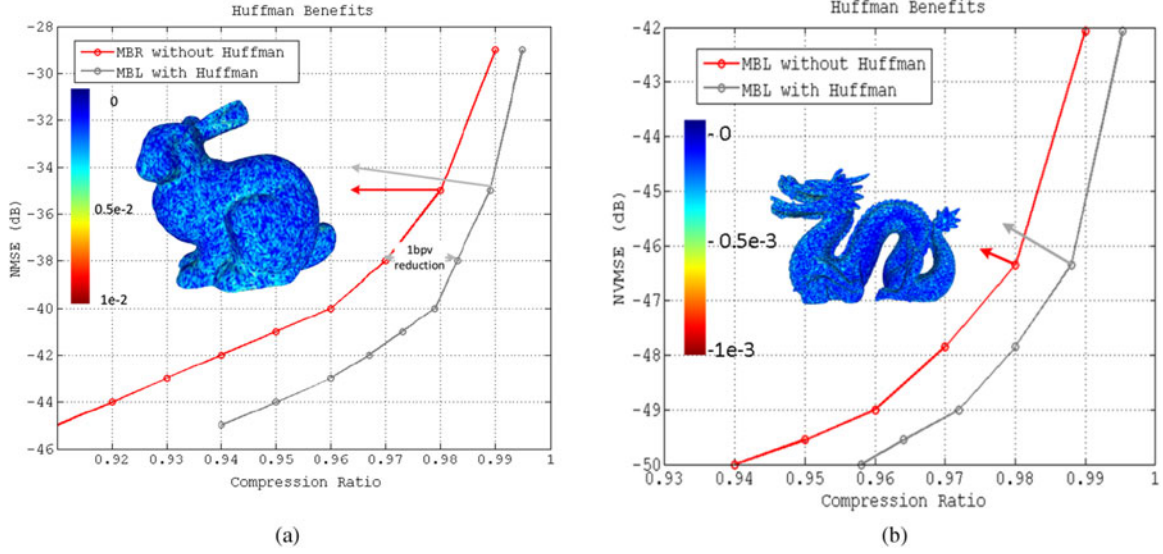 Huffman Benefits
MBR without Huffman
MBL with Huffman
0
0.5e-2
1e-2
1bpv
reduction
-28
-30
-32
-34
-36
-38
-40
-42
-44
-46
NMSE (dB)
0.92 0.93 0.94 0.95 0.96 0.97 0.98 0.99 1
Compression Ratio
(a)
Huffman Benefits
MBL without Huffman
MBL with Huffman
- 0
- 0.5e-3
-1e-3
-42
-43
-44
-45
-46
-47
-48
-49
-50
NVMSE (dB)
0.93 0.94 0.95 0.96 0.97 0.98 0.99 1
Compression Ratio
(b)